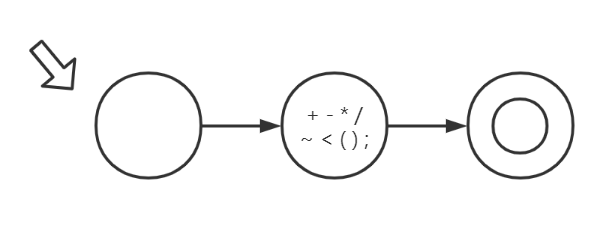 + - * /
~ < ( ) ;